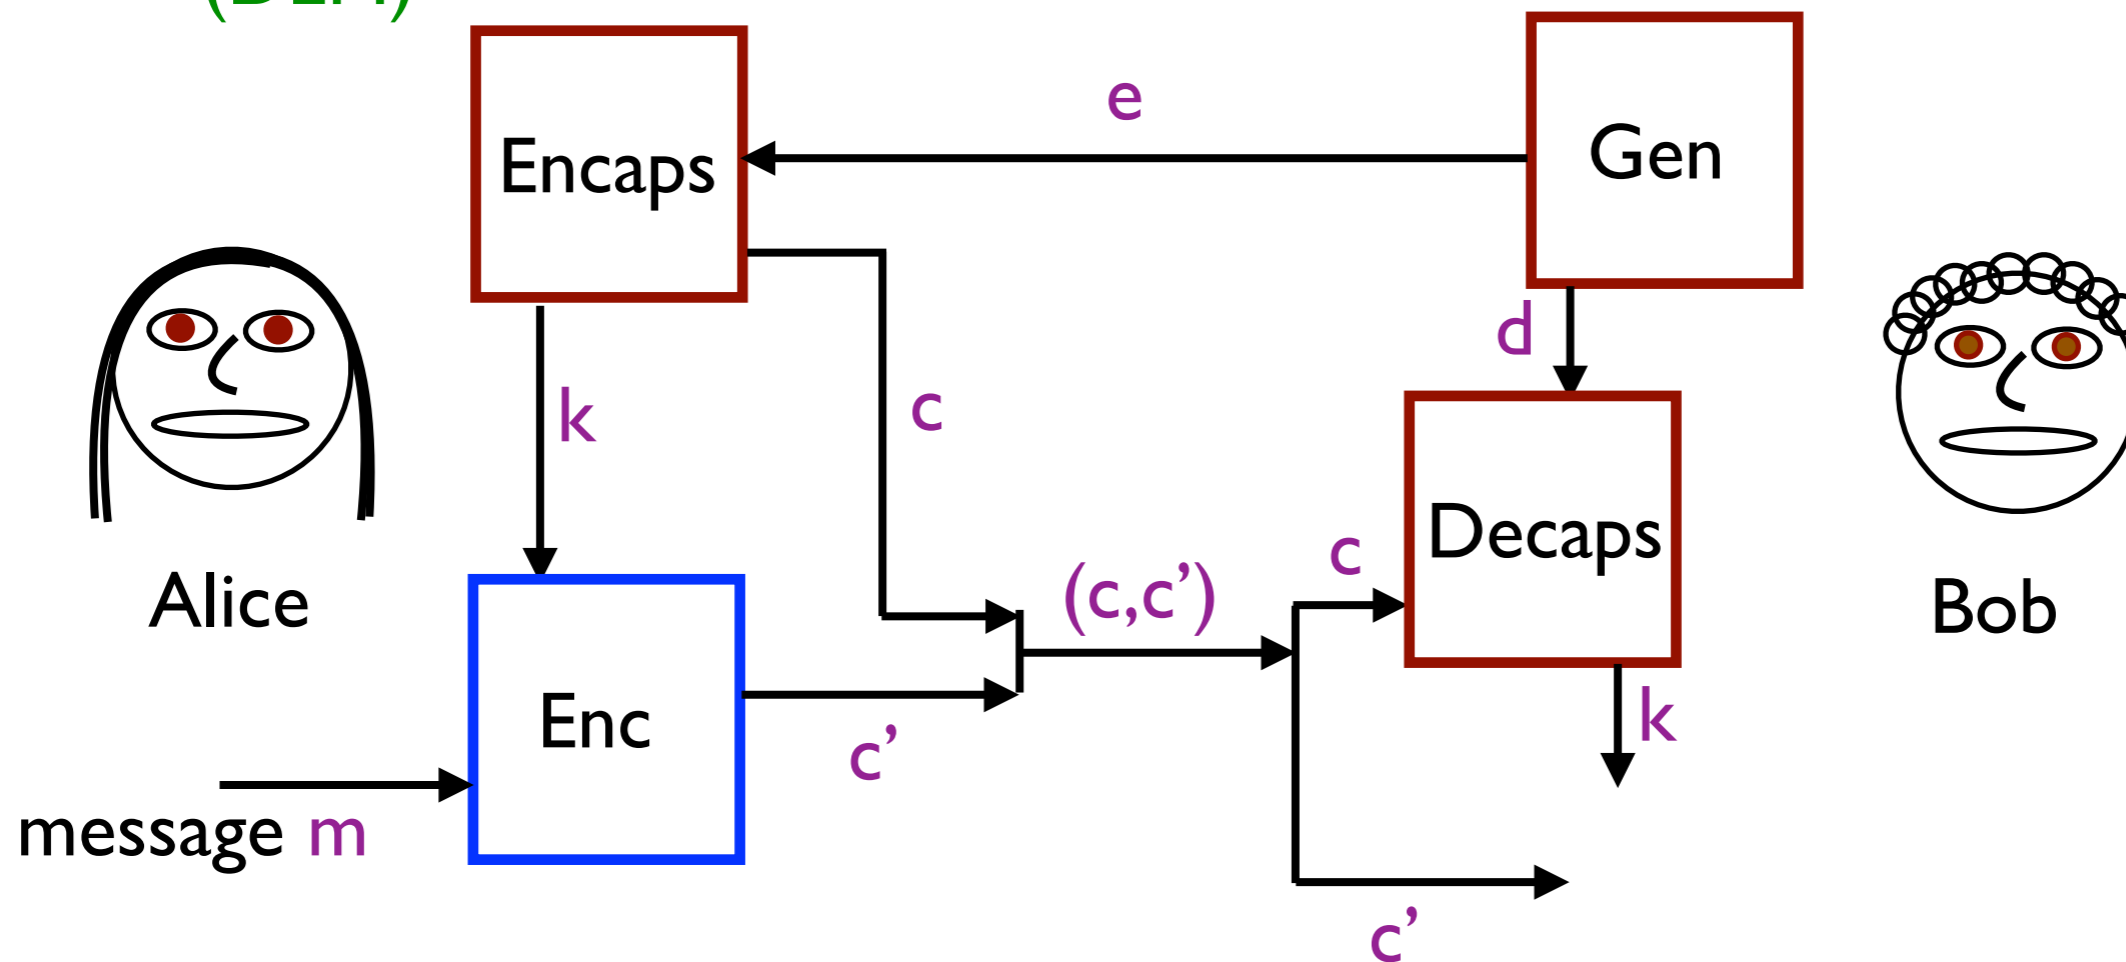 e
Encaps
Gen
d
k
c
Decaps
c
(c,c’)
Alice
Bob
Enc
k
c’
message m
c’